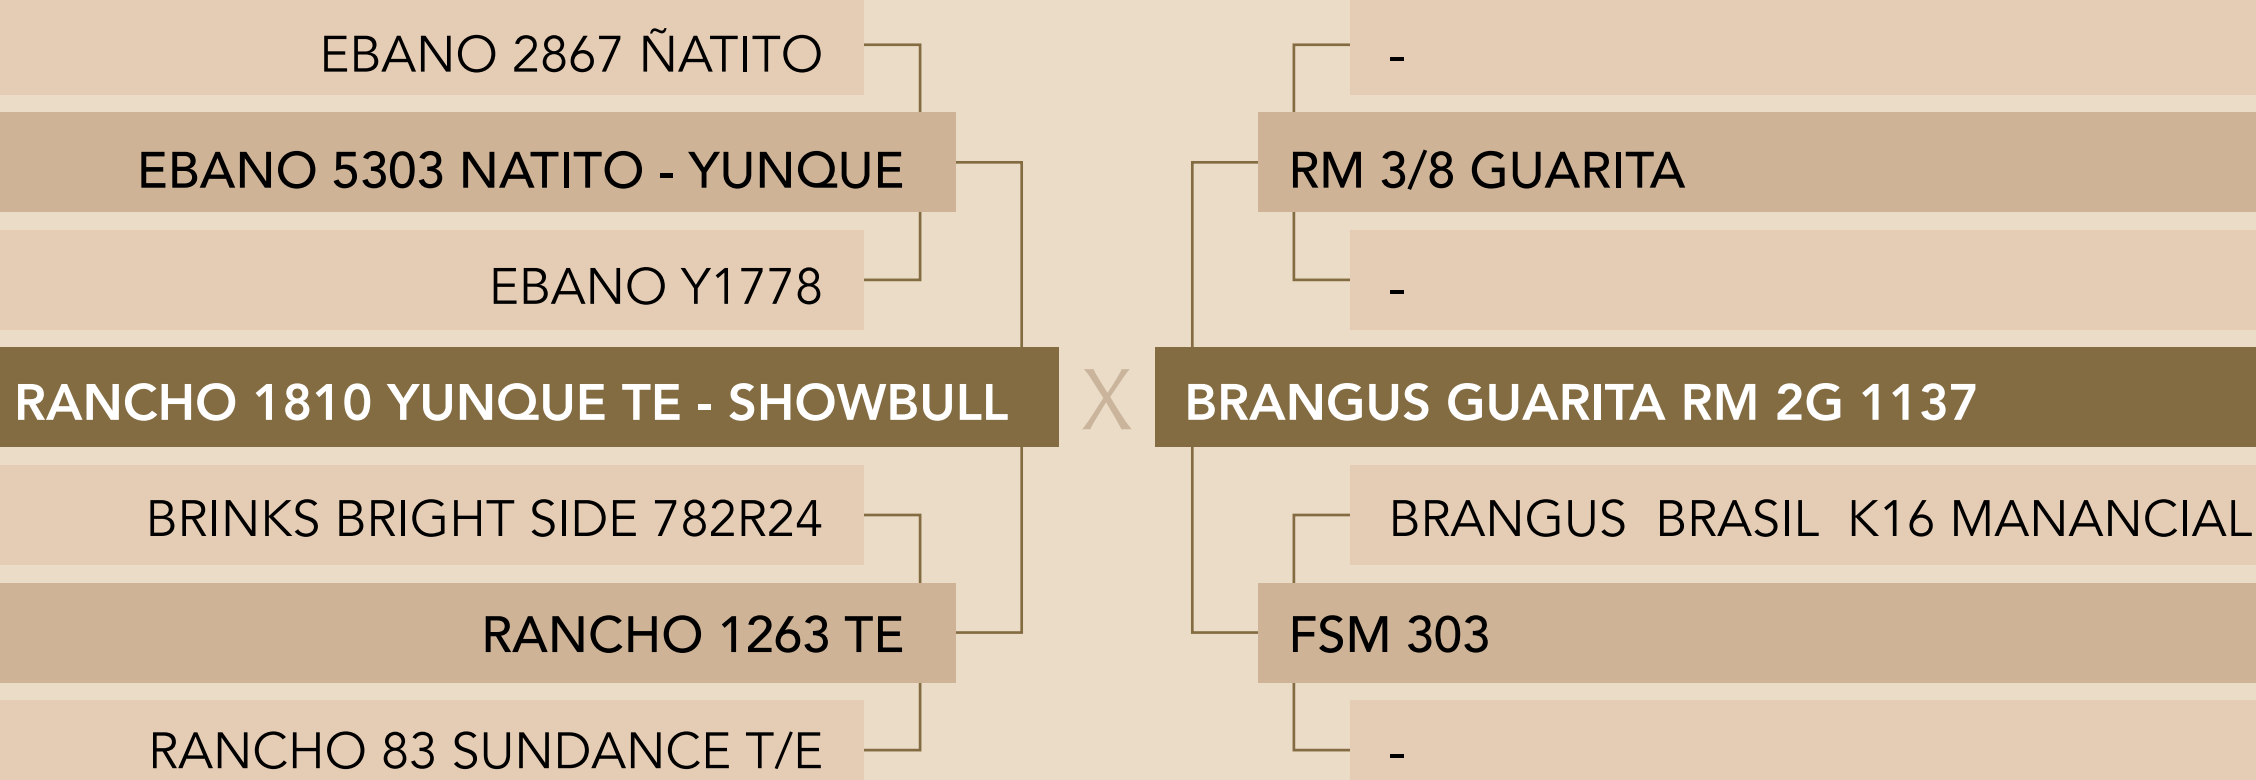 EBANO 2867 ÑATITO
EBANO 5303 NATITO - YUNQUE
EBANO Y1778
RANCHO 1810 YUNQUE TE - SHOWBULL
BRINKS BRIGHT SIDE 782R24
RANCHO 1263 TE
RANCHO 83 SUNDANCE T/E
X
-
RM 3/8 GUARITA
-
BRANGUS GUARITA RM 2G 1137
BRANGUS BRASIL K16 MANANCIAL
FSM 303
-